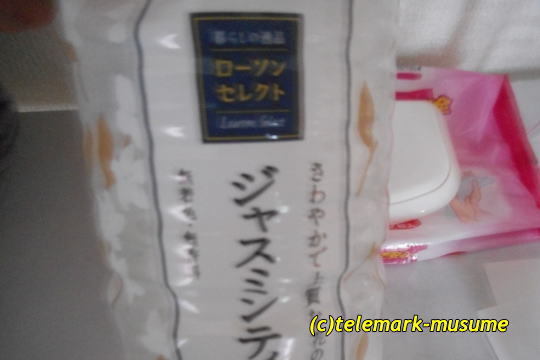 暮らしの逸品
ローソン
セレクト
Lawson Select
さわやかで上質な
ジャスミンティ
(c)telemark-musume